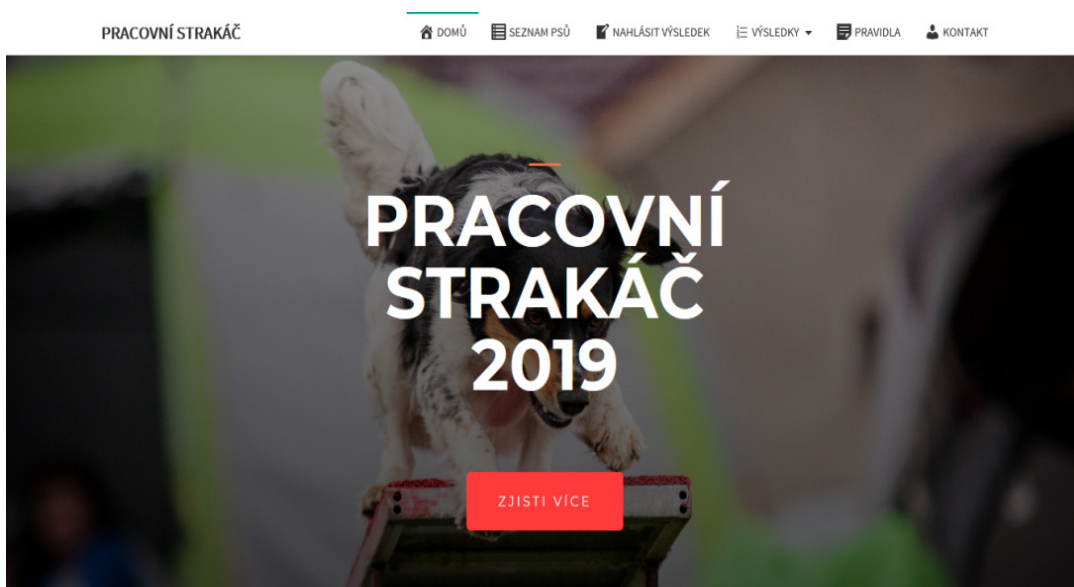 PRACOVNÍ STRAKÁČ
DOMŮ SEZNAM PSŮ NAHLÁSIT VÝSLEDEK VÝSLEDKY PRAVIDLA KONTAKT
PRACOVNÍ
STRAKÁČ
2019
ZJISTI VÍCE